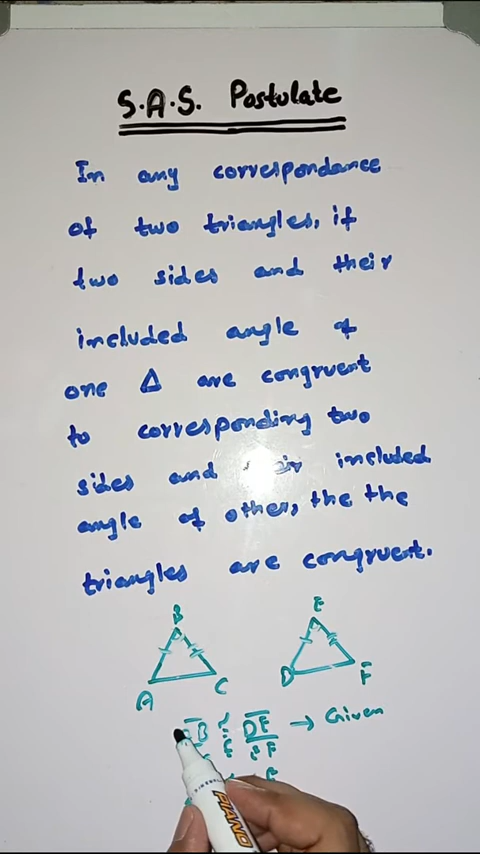 S.A.S. Postulate
In any correspondance
of two triangles, if
two sides and their
included angle of
one Δ are congruent
to corresponding two
sides and included
angle of other, the the
triangles are congruent.
B E
A C D F
B ≅ DE → Given
PIANO